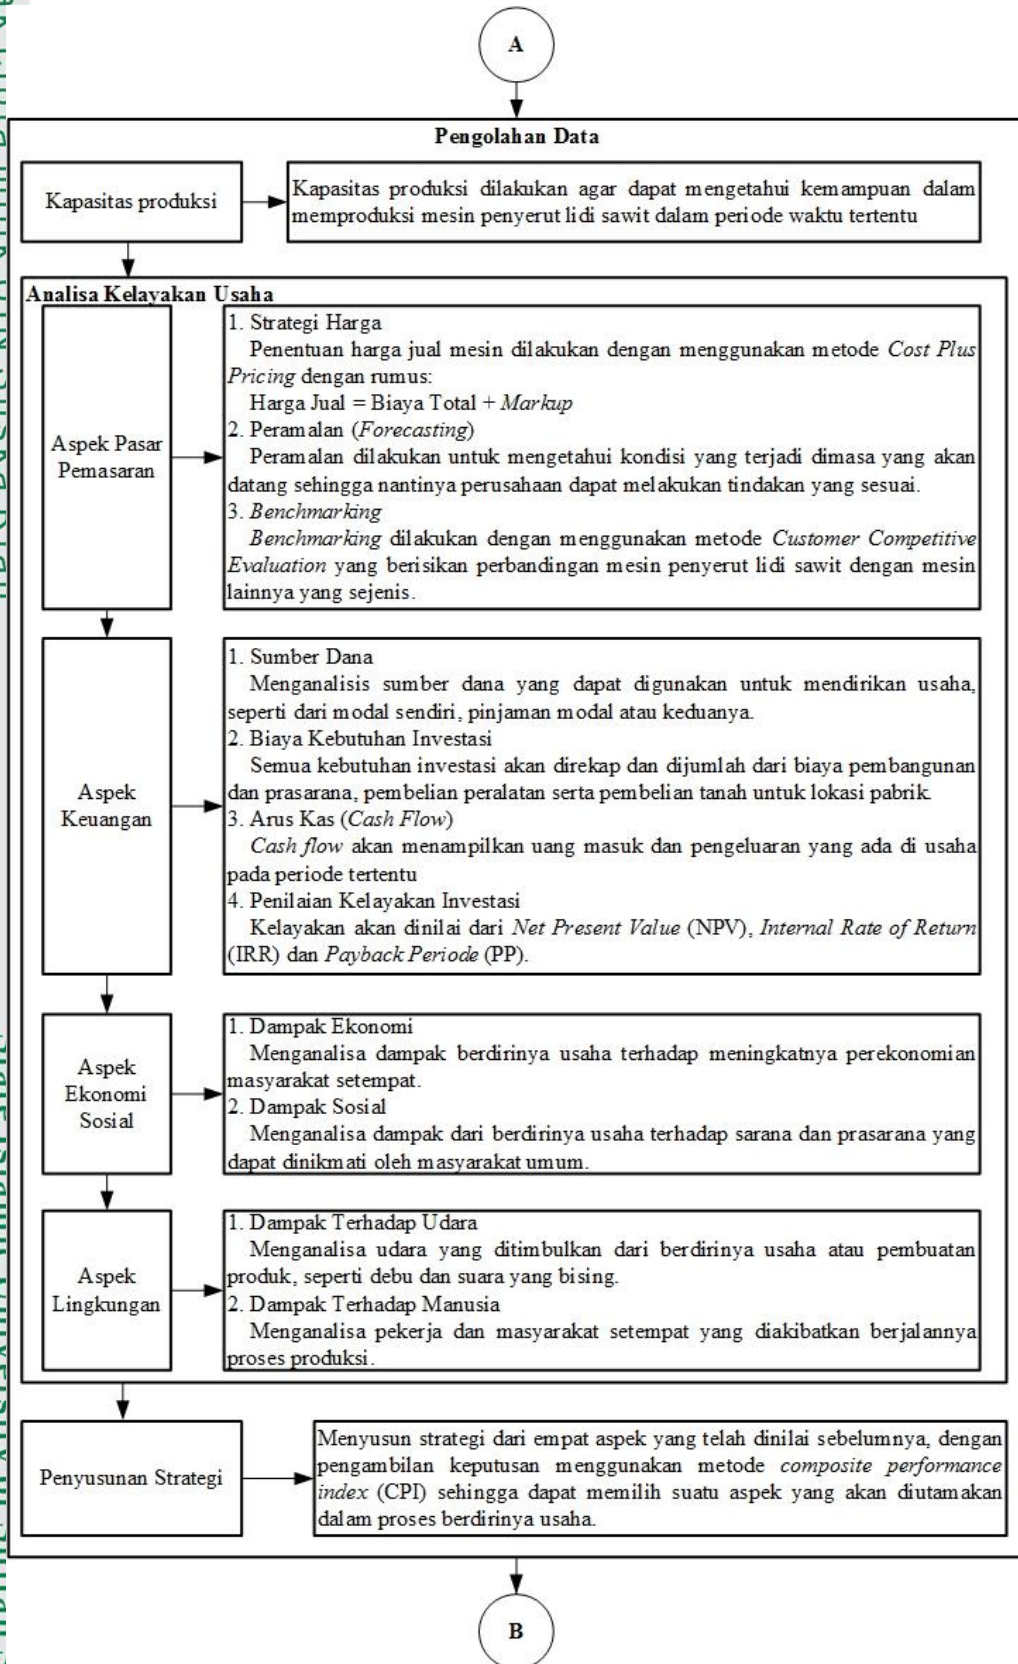 A
Pengolahan Data
Kapasitas produksi
Kapasitas produksi dilakukan agar dapat mengetahui kemampuan dalam
memproduksi mesin penyerut lidi sawit dalam periode waktu tertentu
Analisa Kelayakan Usaha
Aspek Pasar
Pemasaran
1. Strategi Harga
Penentuan harga jual mesin dilakukan dengan menggunakan metode Cost Plus
Pricing dengan rumus:
Harga Jual = Biaya Total + Markup
2. Peramalan (Forecasting)
Peramalan dilakukan untuk mengetahui kondisi yang terjadi dimasa yang akan
datang sehingga nantinya perusahaan dapat melakukan tindakan yang sesuai.
3. Benchmarking
Benchmarking dilakukan dengan menggunakan metode Customer Competitive
Evaluation yang berisikan perbandingan mesin penyerut lidi sawit dengan mesin
lainnya yang sejenis.
Aspek
Keuangan
1. Sumber Dana
Menganalisis sumber dana yang dapat digunakan untuk mendirikan usaha,
seperti dari modal sendiri, pinjaman modal atau keduanya.
2. Biaya Kebutuhan Investasi
Semua kebutuhan investasi akan direkap dan dijumlah dari biaya pembangunan
dan prasarana, pembelian peralatan serta pembelian tanah untuk lokasi pabrik.
3. Arus Kas (Cash Flow)
Cash flow akan menampilkan uang masuk dan pengeluaran yang ada di usaha
pada periode tertentu
4. Penilaian Kelayakan Investasi
Kelayakan akan dinilai dari Net Present Value (NPV), Internal Rate of Return
(IRR) dan Payback Periode (PP).
Aspek
Ekonomi
Sosial
1. Dampak Ekonomi
Menganalisa dampak berdirinya usaha terhadap meningkatnya perekonomian
masyarakat setempat.
2. Dampak Sosial
Menganalisa dampak dari berdirinya usaha terhadap sarana dan prasarana yang
dapat dinikmati oleh masyarakat umum.
Aspek
Lingkungan
1. Dampak Terhadap Udara
Menganalisa udara yang ditimbulkan dari berdirinya usaha atau pembuatan
produk, seperti debu dan suara yang bising.
2. Dampak Terhadap Manusia
Menganalisa pekerja dan masyarakat setempat yang diakibatkan berjalannya
proses produksi.
Penyusunan Strategi
Menyusun strategi dari empat aspek yang telah dinilai sebelumnya, dengan
pengambilan keputusan menggunakan metode composite performance
index (CPI) sehingga dapat memilih suatu aspek yang akan diutamakan
dalam proses berdirinya usaha.
B